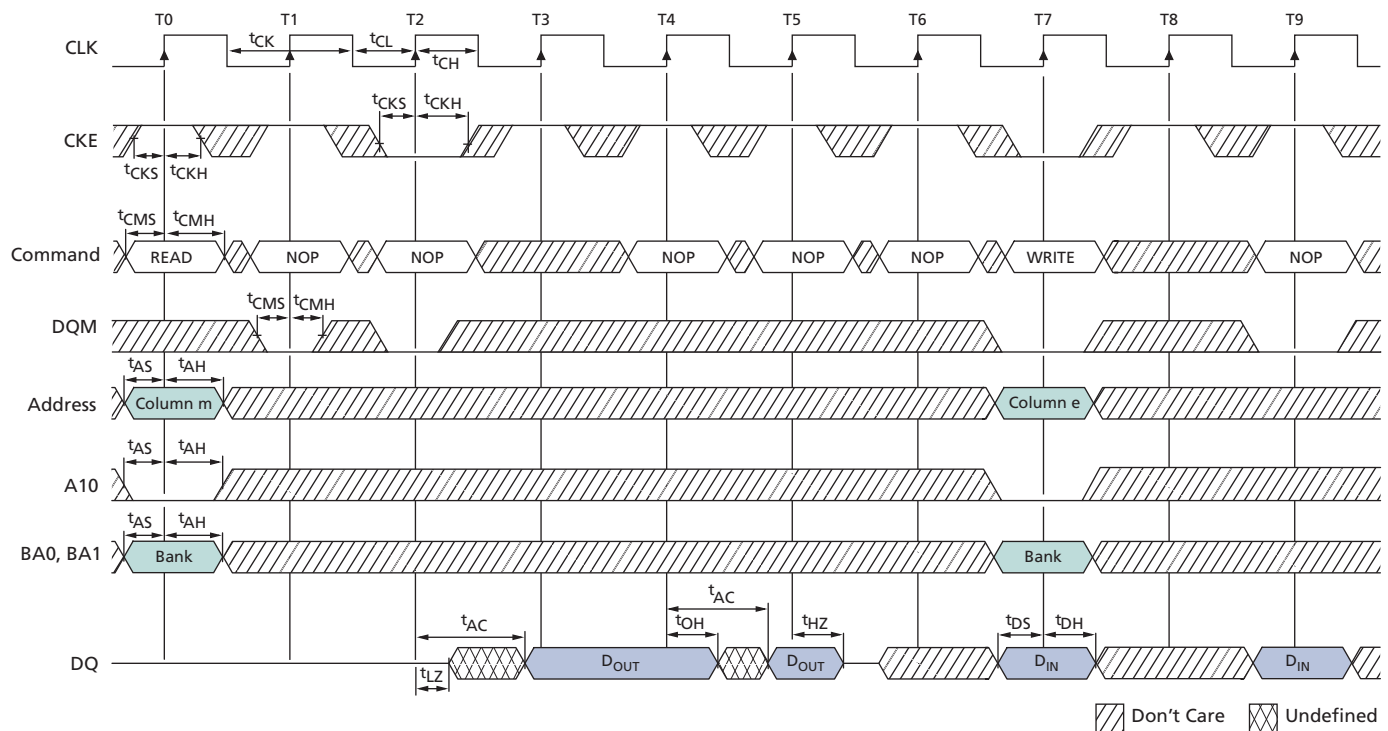 T0 T1 T2 T3 T4 T5 T6 T7 T8 T9
CLK
tCK tCL
tCH
tCKS tCKH
CKE
tCKS tCKH
tCMS tCMH
Command READ NOP NOP NOP NOP NOP WRITE NOP
tCMS tCMH
DQM
tAS tAH
Address Column m Column e
tAS tAH
A10
tAS tAH
BA0, BA1 Bank Bank
tAC
tAC tOH tHZ tDS tDH
DQ DOUT DOUT DIN DIN
tLZ
Don't Care Undefined